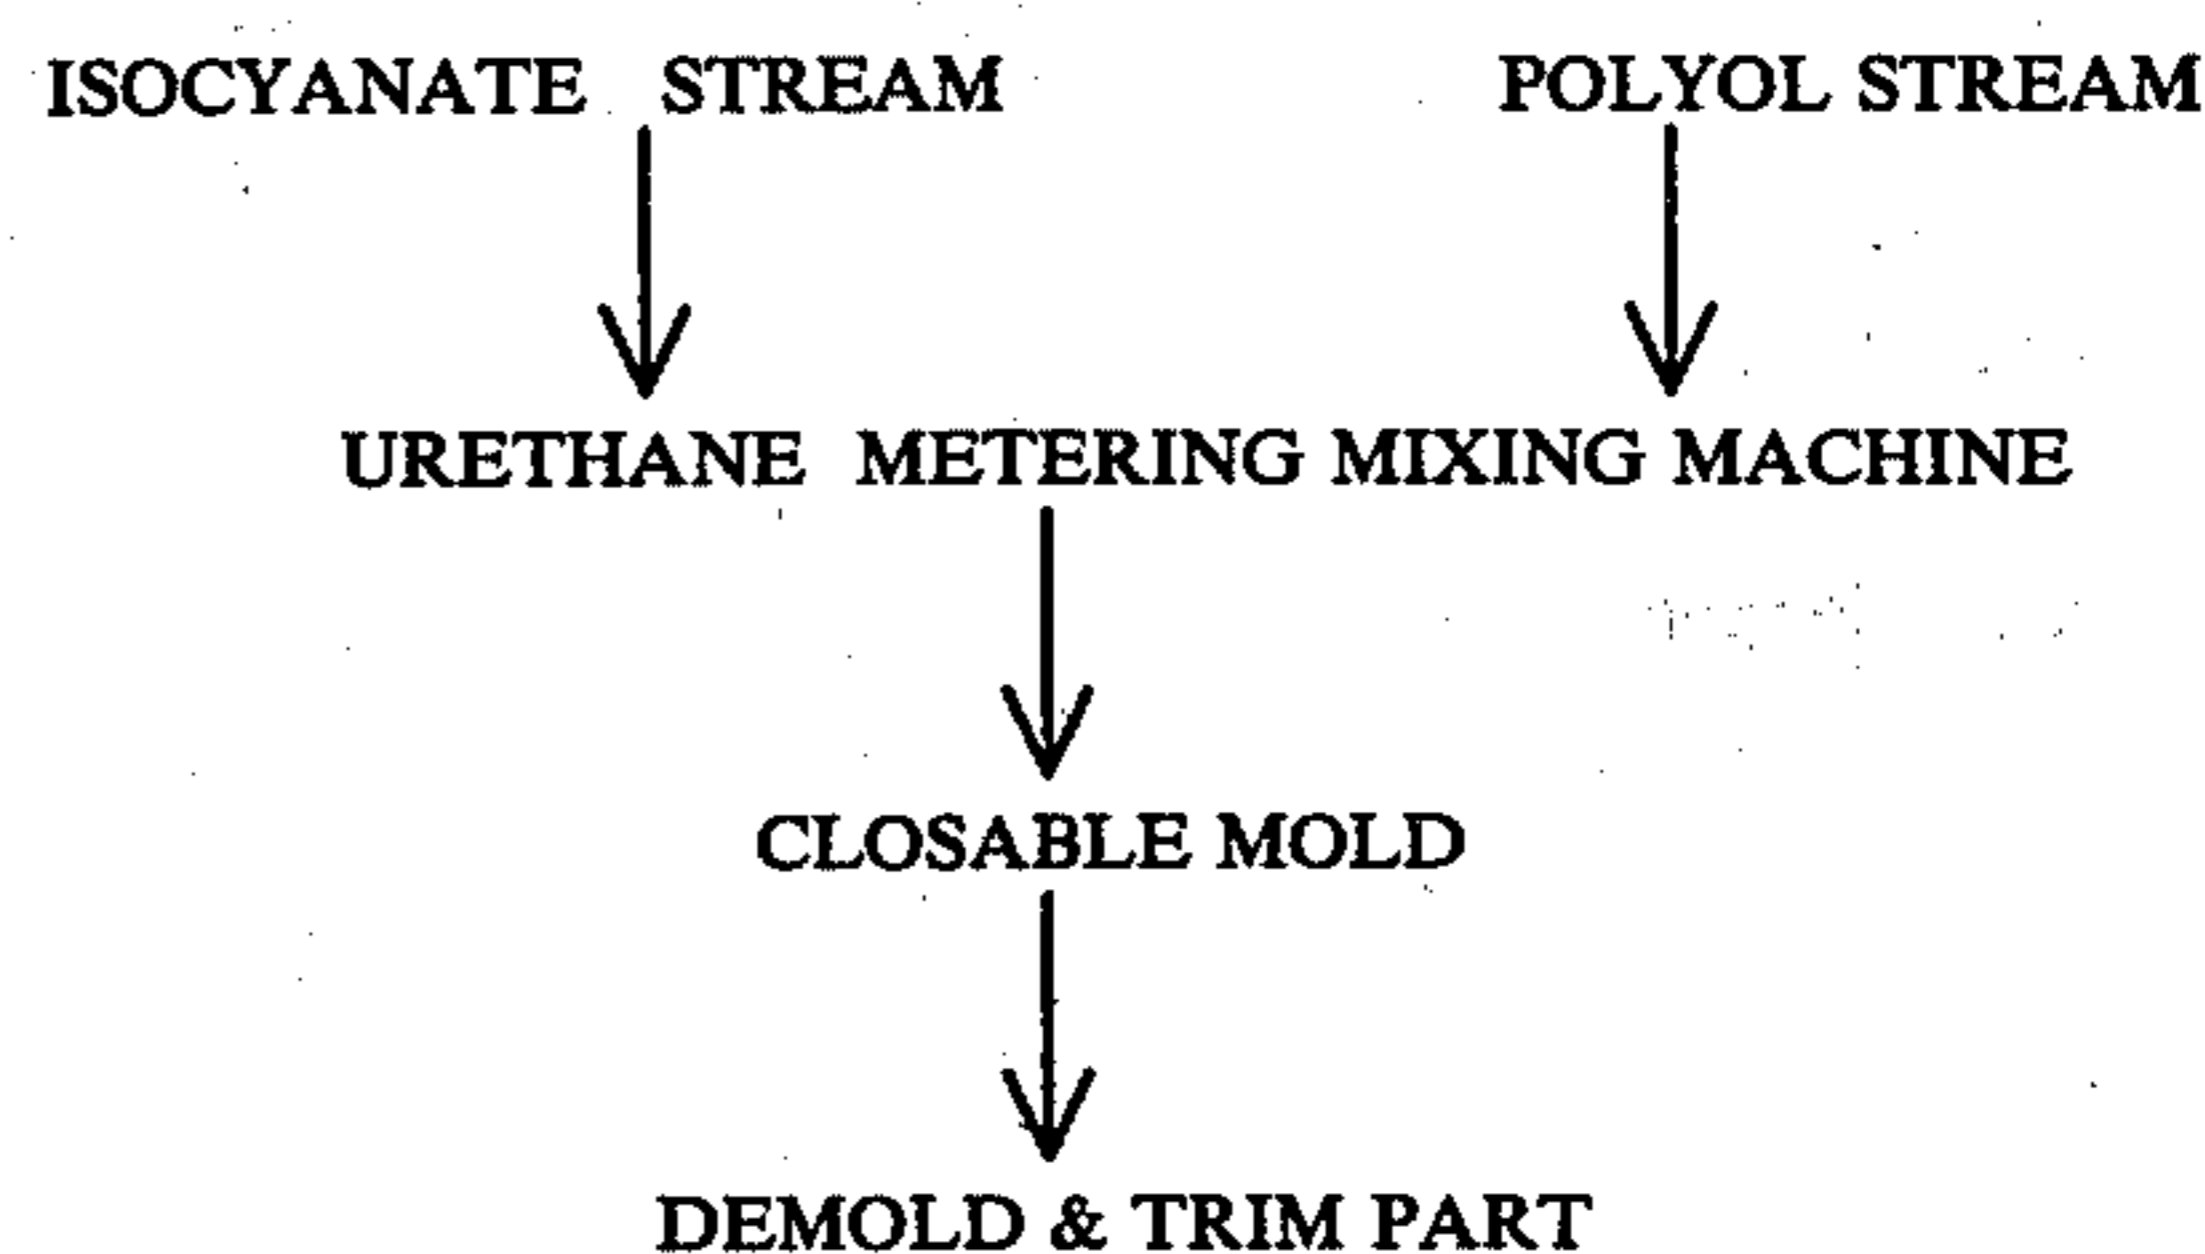 ISOCYANATE STREAM POLYOL STREAM
URETHANE METERING MIXING MACHINE
CLOSABLE MOLD
DEMOLD & TRIM PART